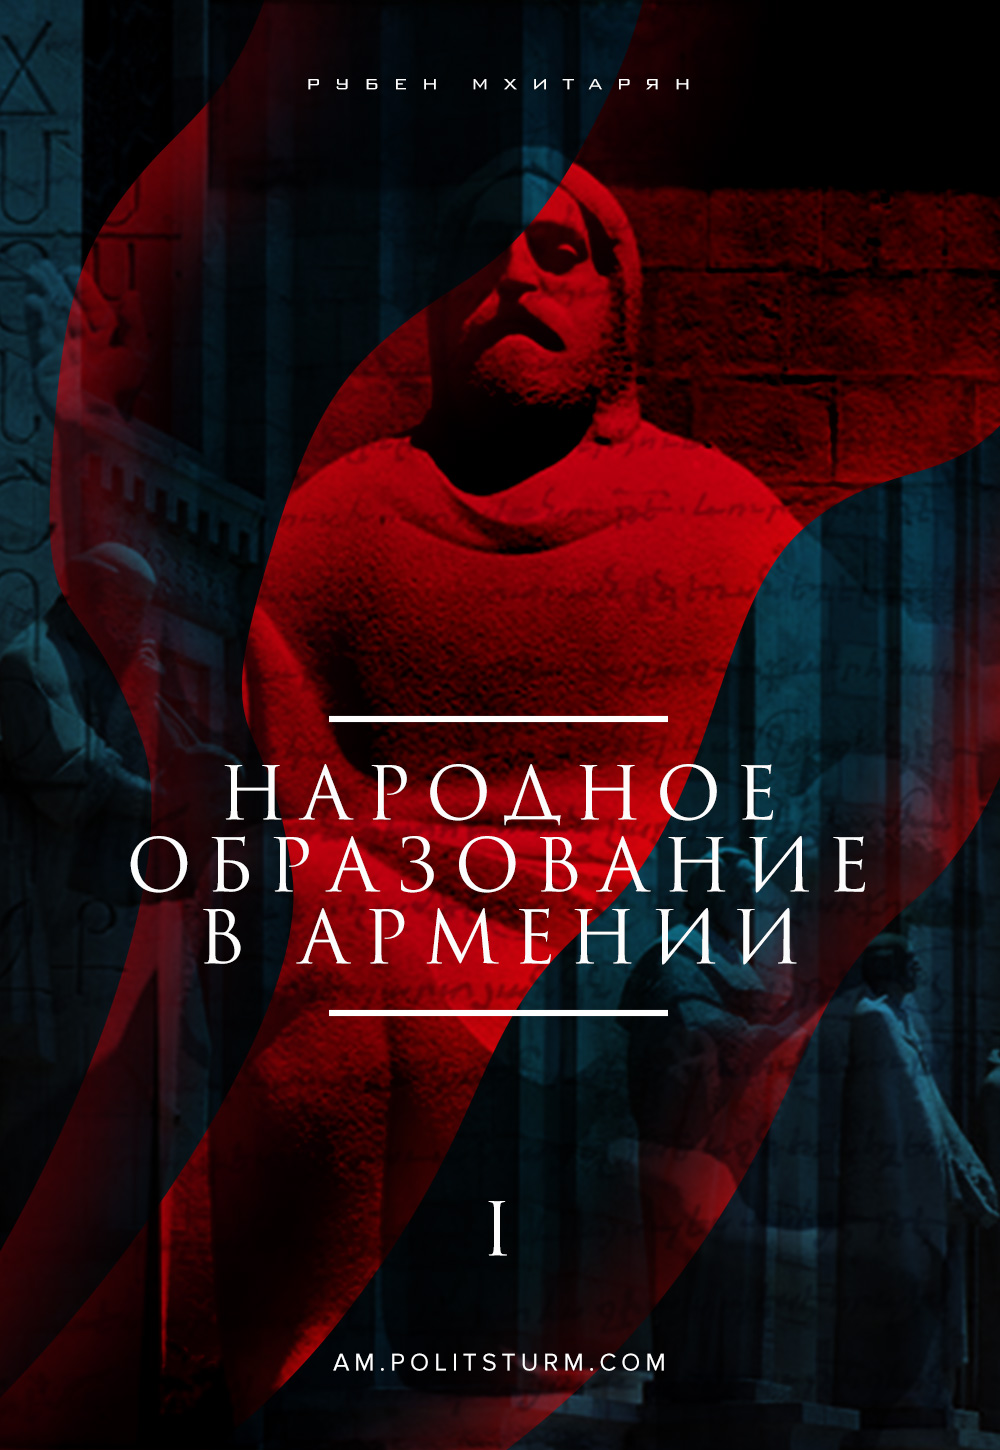 РУБЕН МХИТАРЯН
НАРОДНОЕ
ОБРАЗОВАНИЕ
В АРМЕНИИ
I
AM.POLITSTURM.COM